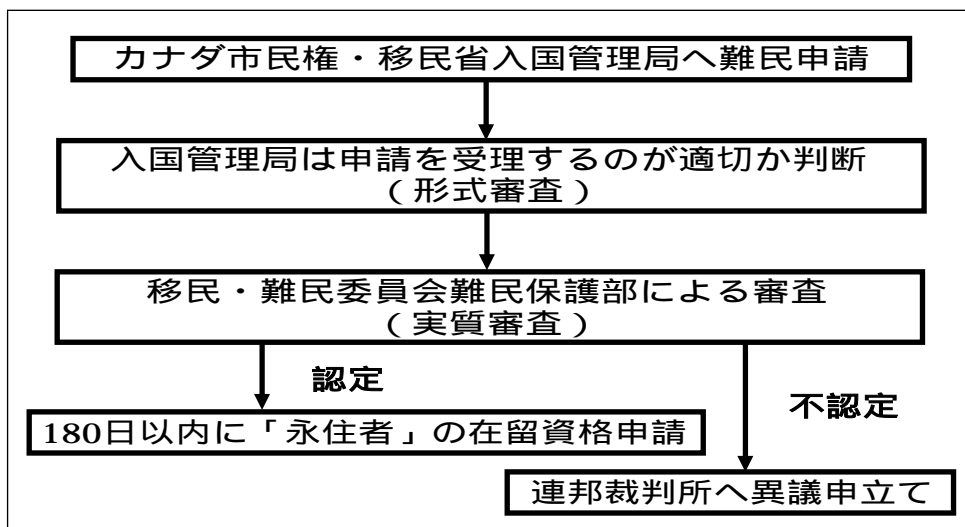 カナダ市民権・移民省入国管理局へ難民申請
入国管理局は申請を受理するのが適切か判断
(形式審査)
移民・難民委員会難民保護部による審査
(実質審査)
認定
不認定
180日以内に「永住者」の在留資格申請
連邦裁判所へ異議申立て